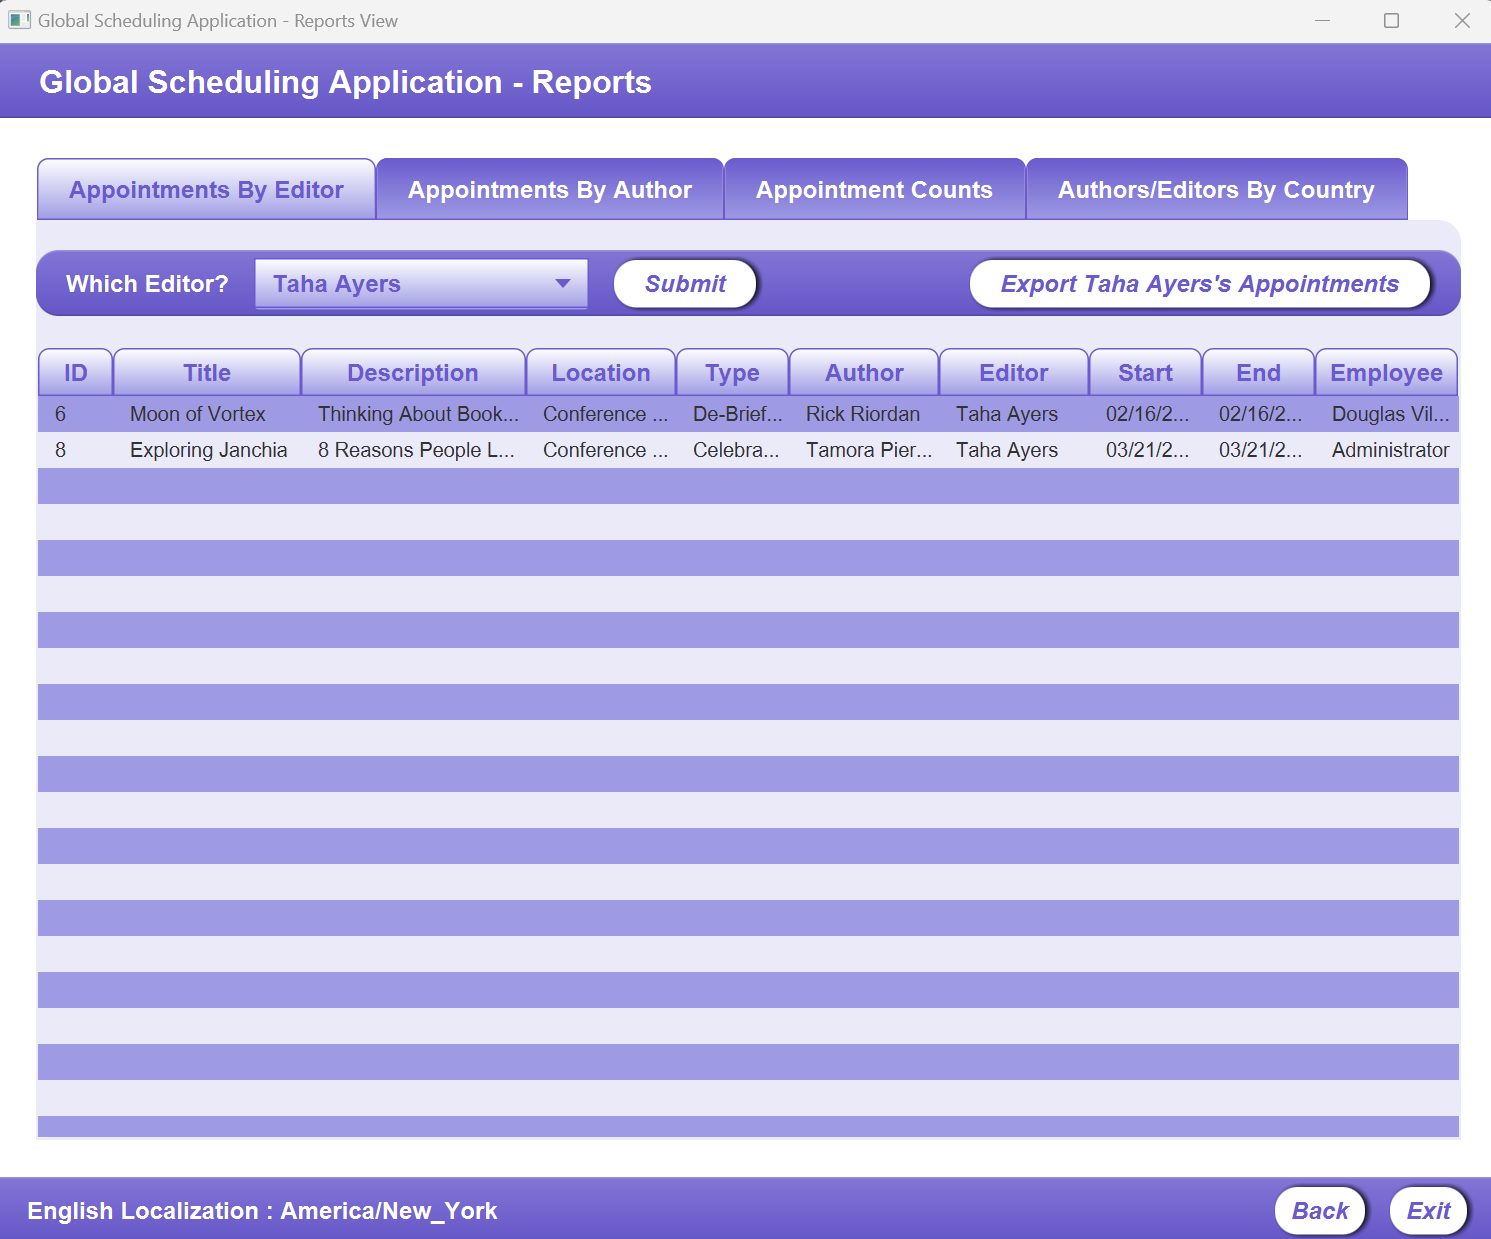 Global Scheduling Application - Reports View
Global Scheduling Application - Reports
Appointments By Editor Appointments By Author Appointment Counts Authors/Editors By Country
Which Editor? Taha Ayers Submit Export Taha Ayers's Appointments
ID Title Description Location Type Author Editor Start End Employee
6 Moon of Vortex Thinking About Book... Conference ... De-Brief... Rick Riordan Taha Ayers 02/16/2... 02/16/2... Douglas Vil...
8 Exploring Janchia 8 Reasons People L... Conference ... Celebra... Tamora Pier... Taha Ayers 03/21/2... 03/21/2... Administrator
English Localization : America/New_York Back Exit